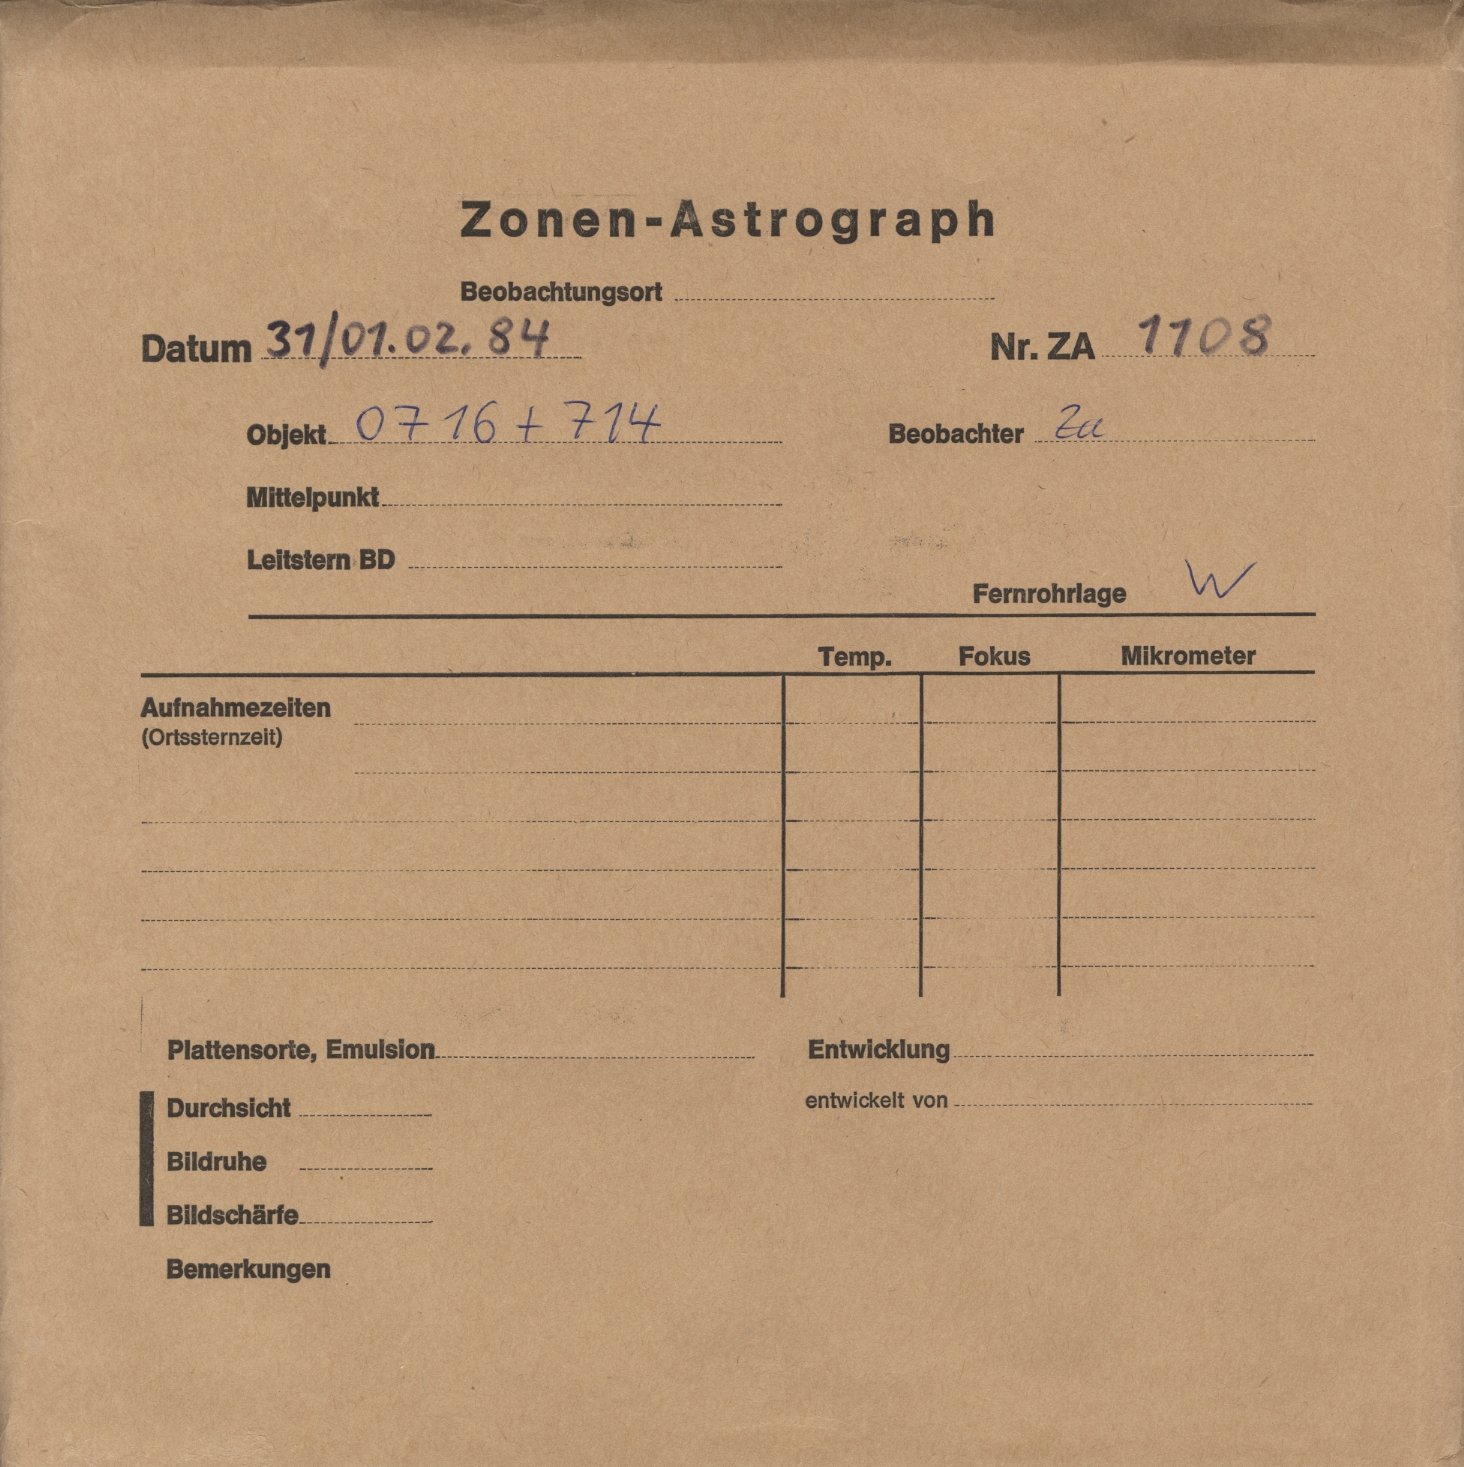 Zonen-Astrograph
Beobachtungsort
Datum 31/01.02.84 Nr. ZA 1108
Objekt 0716+714 Beobachter Zu
Mittelpunkt
Leitstern BD
Fernrohrlage W
Temp. Fokus Mikrometer
Aufnahmezeiten
(Ortssternzeit)
Plattensorte, Emulsion Entwicklung
Durchsicht entwickelt von
Bildruhe
Bildschärfe
Bemerkungen